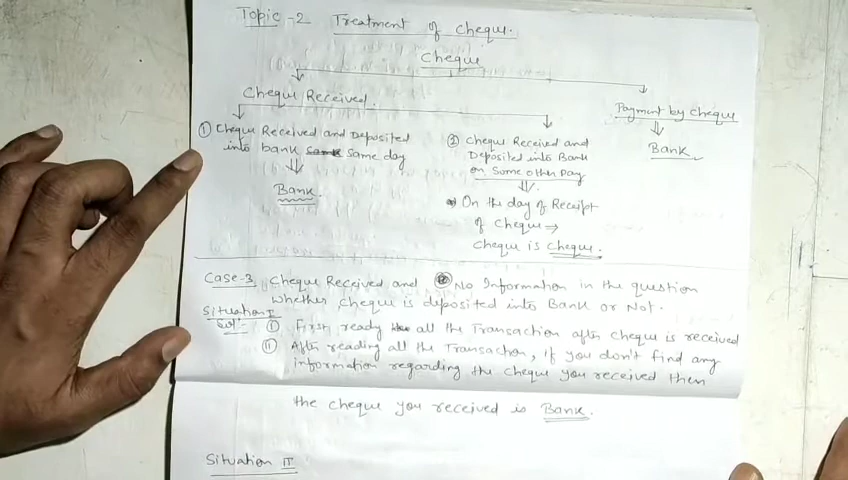 Topic-2 Treatment of Cheque.
Cheque
Cheque Received.
Payment by Cheque
Bank
① Cheque Received and Deposited
into bank same day
Bank.
② Cheque Received and
Deposited into Bank
on Some other Day
On the day of Receipt
of Cheque ⇒
Cheque is Cheque.
Case-3 Cheque Received and No Information in the question
whether cheque is deposited into Bank or Not.
Situation I
Sol:- ① First ready all the Transaction after cheque is received
⑪ After reading all the Transaction, if you don't find any
information regarding the cheque you received then
the cheque you received is Bank.
Situation II